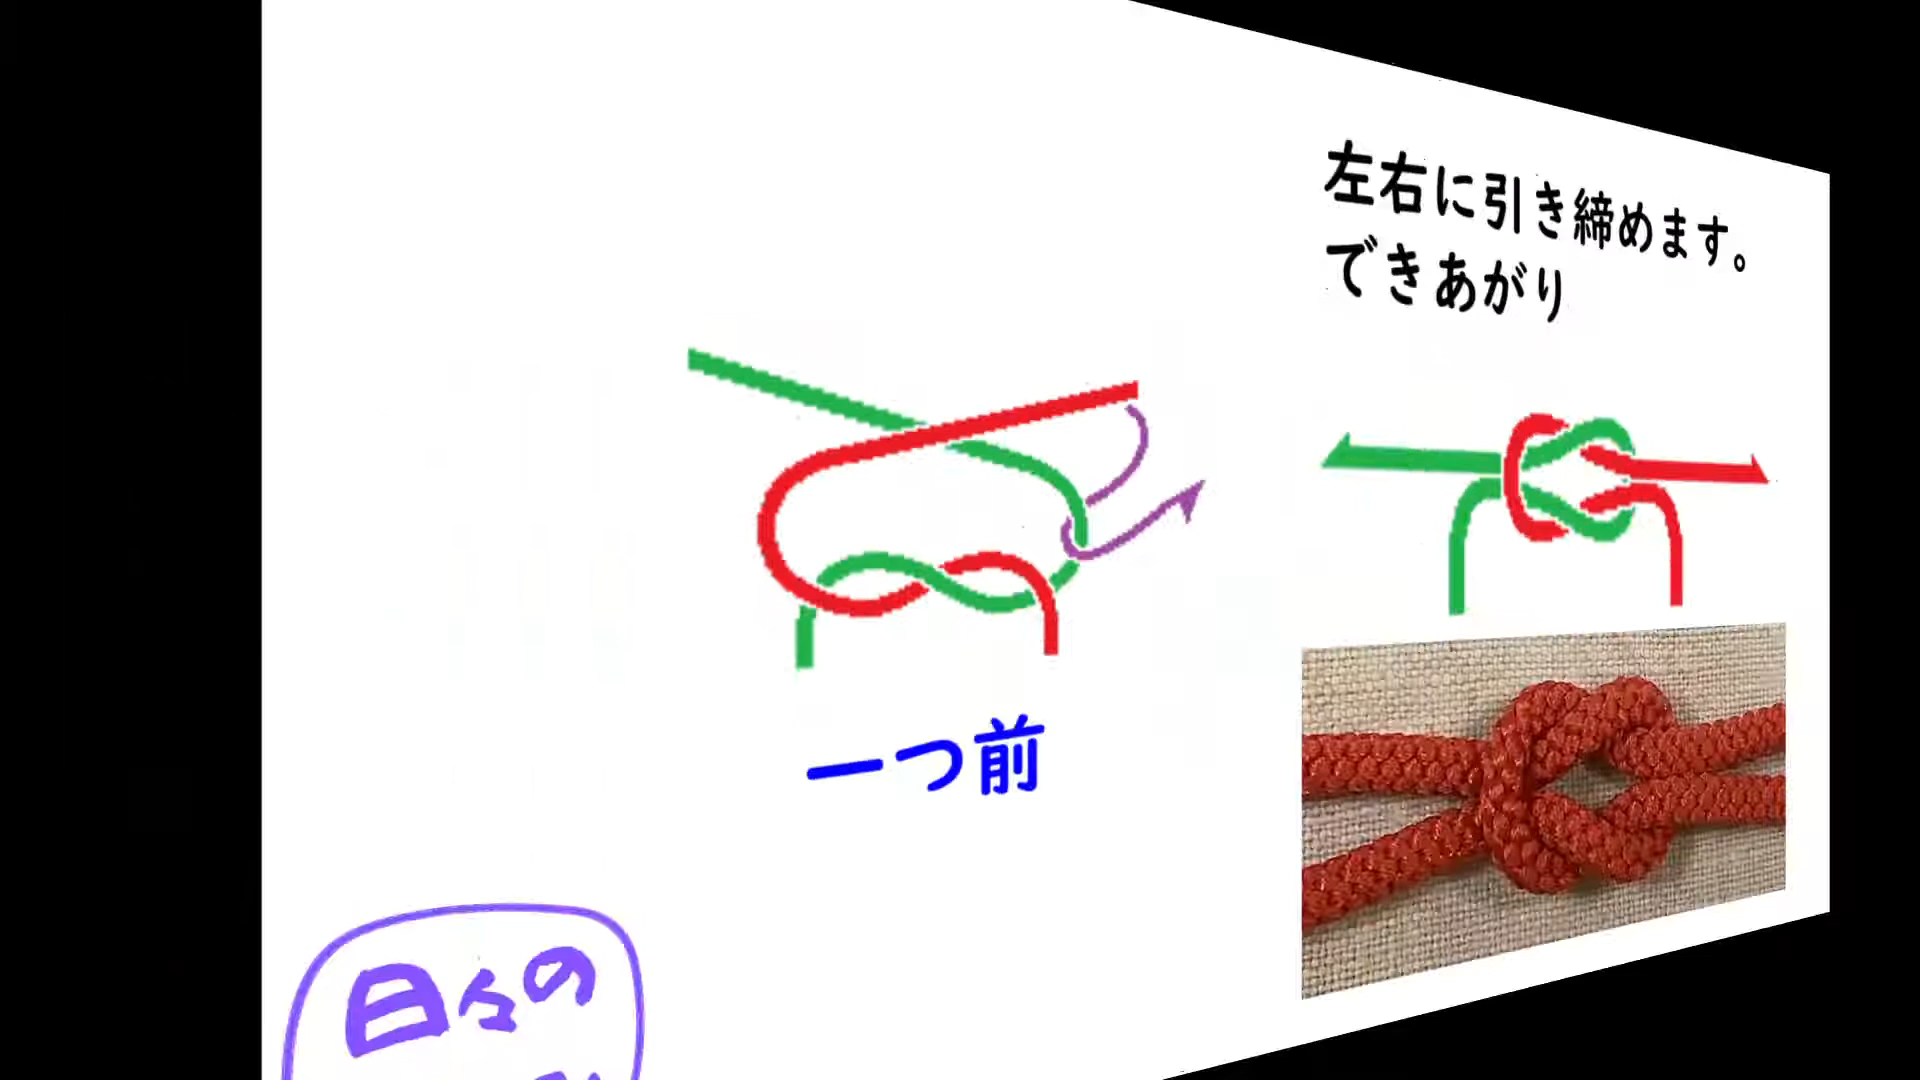 左右に引き締めます。
できあがり
一つ前
日々の